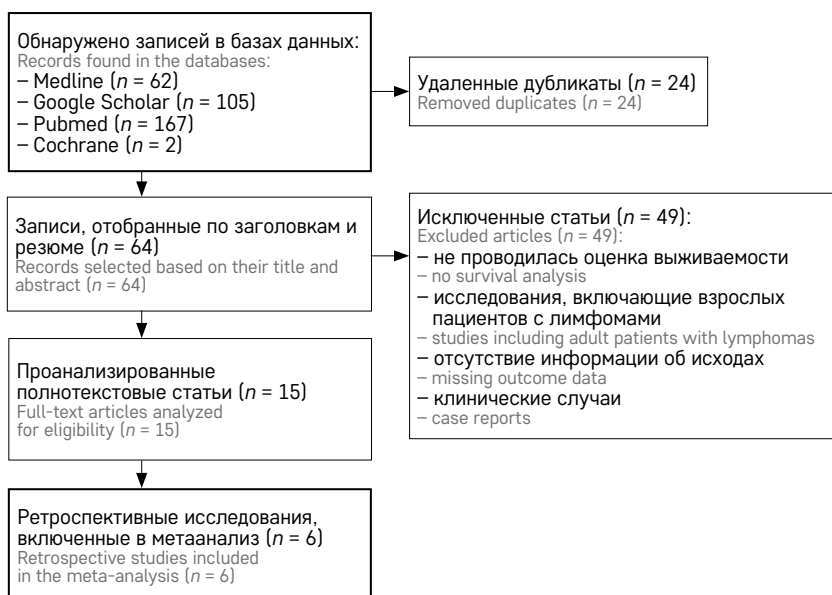 Обнаружено записей в базах данных:
Records found in the databases:
– Medline (n = 62)
– Google Scholar (n = 105)
– Pubmed (n = 167)
– Cochrane (n = 2)
Удаленные дубликаты (n = 24)
Removed duplicates (n = 24)
Записи, отобранные по заголовкам и
резюме (n = 64)
Records selected based on their title and
abstract (n = 64)
Исключенные статьи (n = 49):
Excluded articles (n = 49):
– не проводилась оценка выживаемости
– no survival analysis
– исследования, включающие взрослых
пациентов с лимфомами
– studies including adult patients with lymphomas
– отсутствие информации об исходах
– missing outcome data
– клинические случаи
– case reports
Проанализированные
полнотекстовые статьи (n = 15)
Full-text articles analyzed
for eligibility (n = 15)
Ретроспективные исследования,
включенные в метаанализ (n = 6)
Retrospective studies included
in the meta-analysis (n = 6)